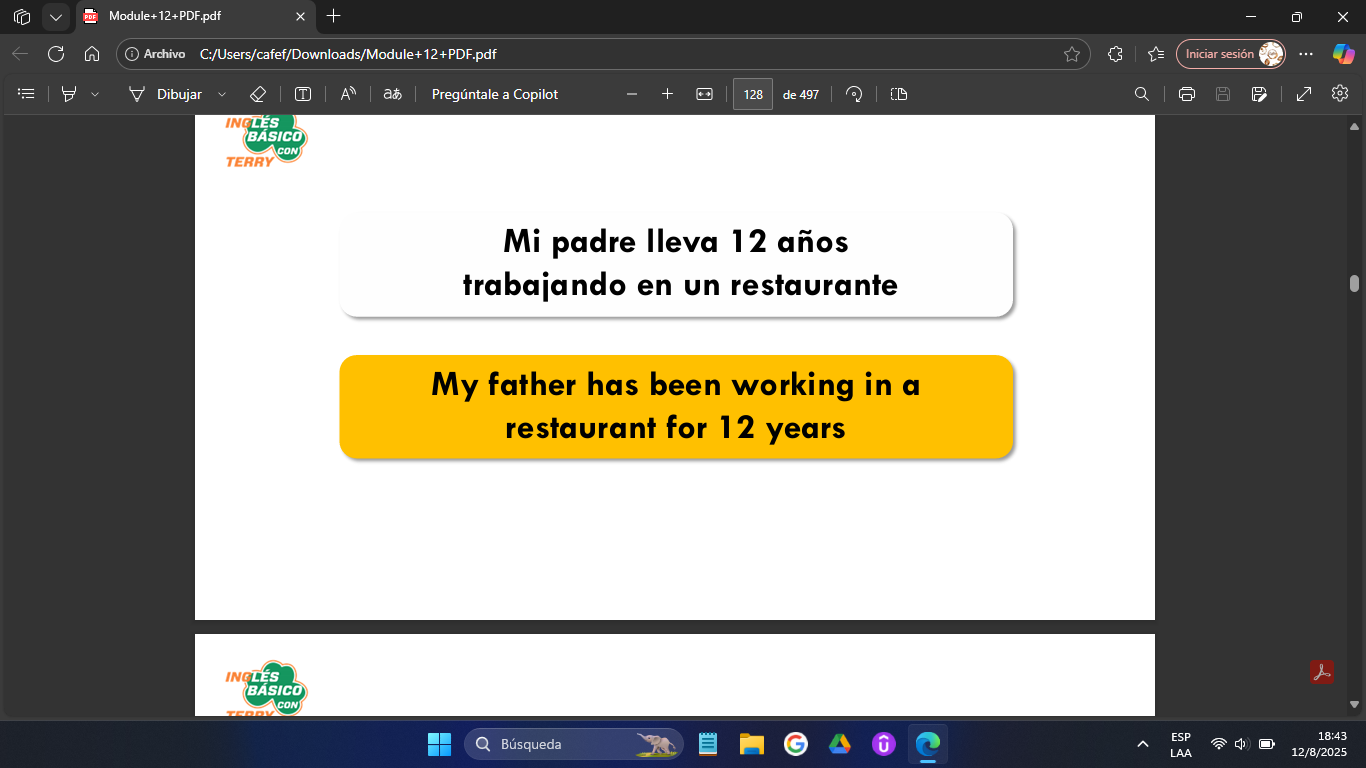 Module+12+PDF.pdf
Archivo C:/Users/cafef/Downloads/Module+12+PDF.pdf Iniciar sesión
Dibujar Pregúntale a Copilot 128 de 497
INGLÉS
BÁSICO
CON
TERRY
Mi padre lleva 12 años
trabajando en un restaurante
My father has been working in a
restaurant for 12 years
INGLÉS
BÁSICO
CON
TERRY
Búsqueda
ESP
LAA
18:43
12/8/2025